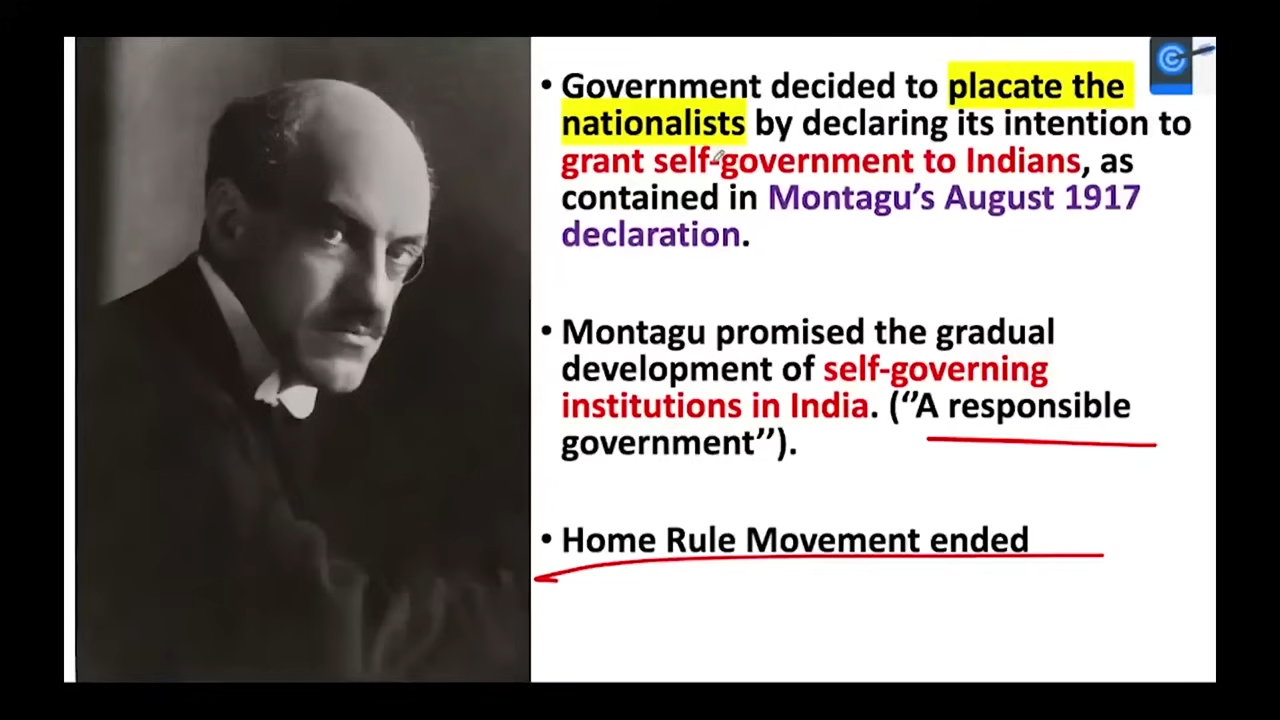 • Government decided to placate the
nationalists by declaring its intention to
grant self-government to Indians, as
contained in Montagu’s August 1917
declaration.
• Montagu promised the gradual
development of self-governing
institutions in India. (‘’A responsible
government’’).
• Home Rule Movement ended